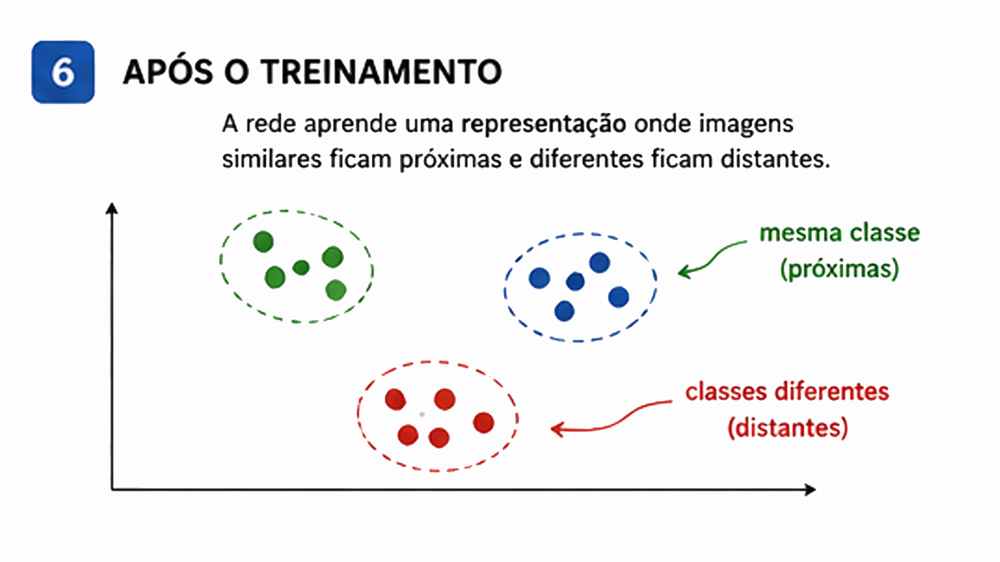 6
APÓS O TREINAMENTO
A rede aprende uma representação onde imagens
similares ficam próximas e diferentes ficam distantes.
mesma classe
(próximas)
classes diferentes
(distantes)